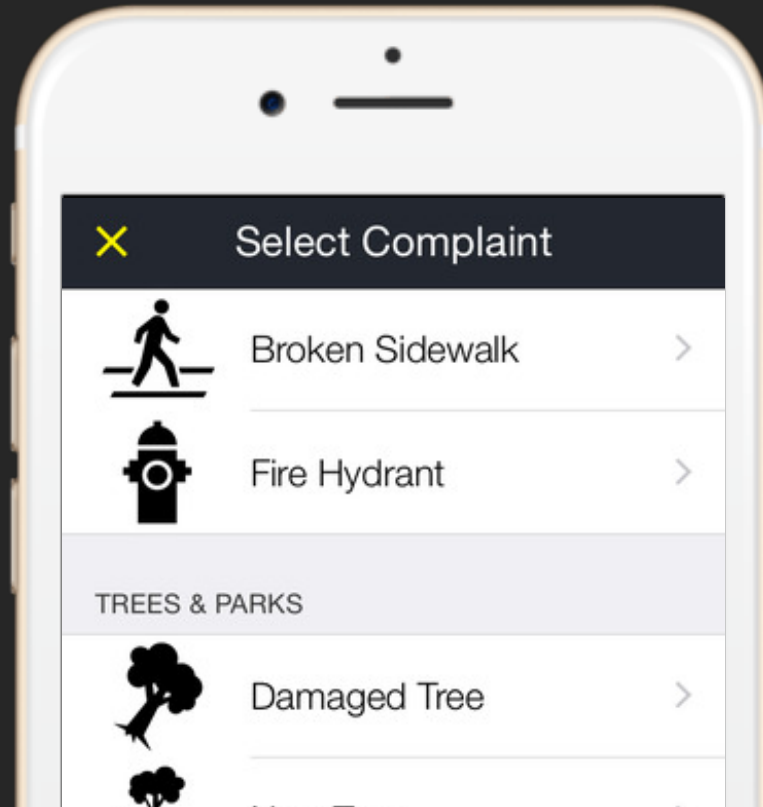 Select Complaint
Broken Sidewalk
Fire Hydrant
TREES & PARKS
Damaged Tree